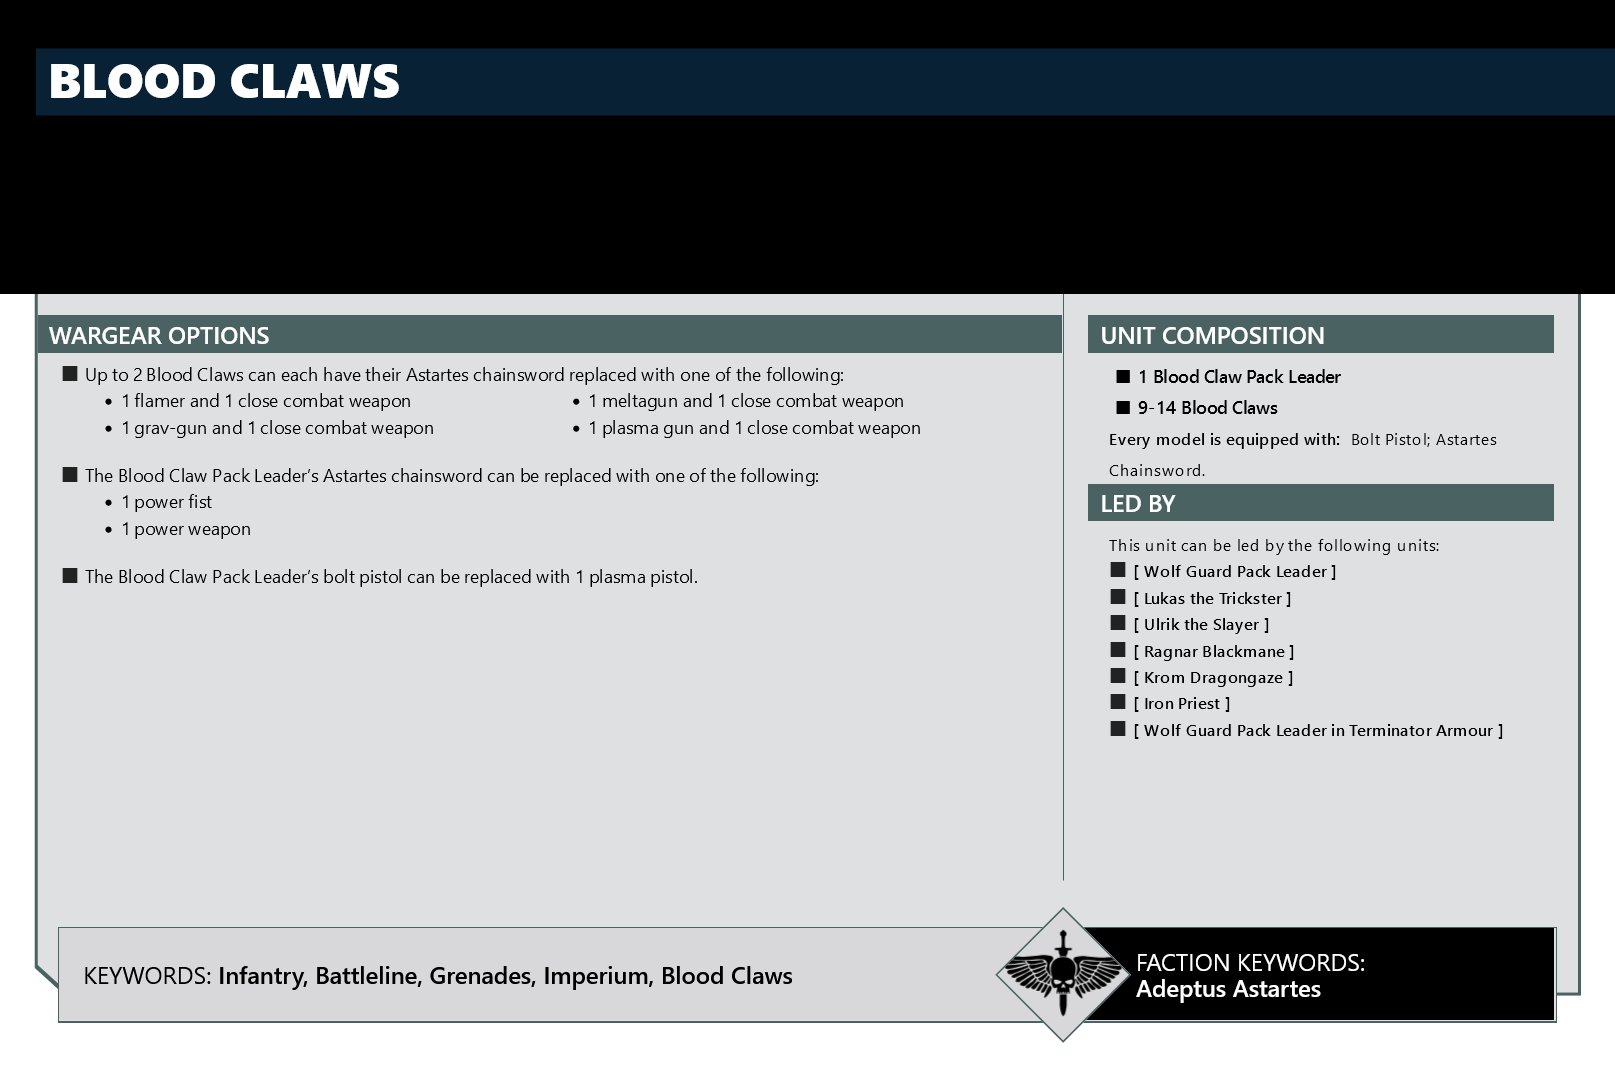 BLOOD CLAWS
WARGEAR OPTIONS
■ Up to 2 Blood Claws can each have their Astartes chainsword replaced with one of the following:
• 1 flamer and 1 close combat weapon
• 1 meltagun and 1 close combat weapon
• 1 grav-gun and 1 close combat weapon
• 1 plasma gun and 1 close combat weapon
■ The Blood Claw Pack Leader’s Astartes chainsword can be replaced with one of the following:
• 1 power fist
• 1 power weapon
■ The Blood Claw Pack Leader’s bolt pistol can be replaced with 1 plasma pistol.
UNIT COMPOSITION
■ 1 Blood Claw Pack Leader
■ 9-14 Blood Claws
Every model is equipped with: Bolt Pistol; Astartes
Chainsword.
LED BY
This unit can be led by the following units:
■ [ Wolf Guard Pack Leader ]
■ [ Lukas the Trickster ]
■ [ Ulrik the Slayer ]
■ [ Ragnar Blackmane ]
■ [ Krom Dragongaze ]
■ [ Iron Priest ]
■ [ Wolf Guard Pack Leader in Terminator Armour ]
KEYWORDS: Infantry, Battleline, Grenades, Imperium, Blood Claws
FACTION KEYWORDS:
Adeptus Astartes